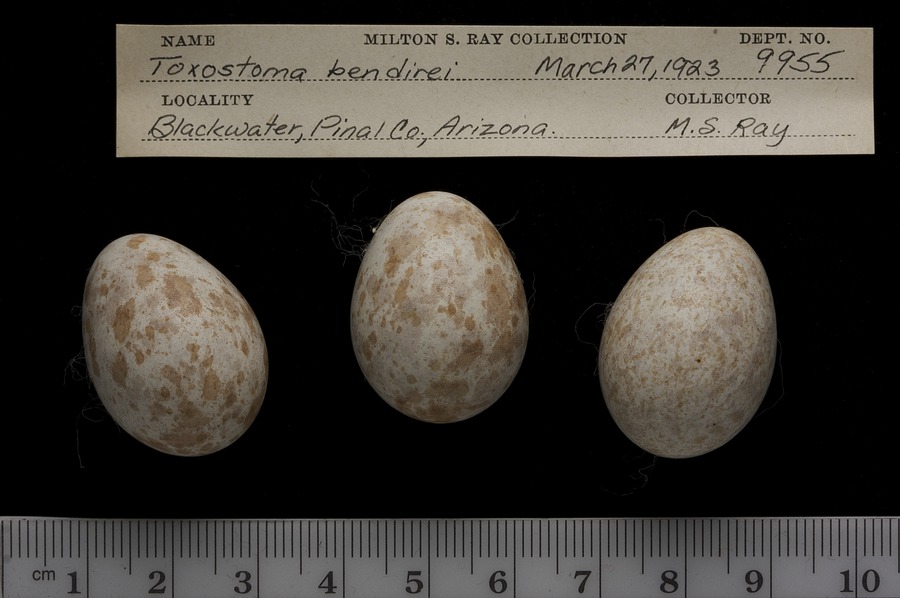 NAME MILTON S. RAY COLLECTION DEPT. NO.
Toxostoma bendirei March 27, 1923 9955
LOCALITY COLLECTOR
Blackwater, Pinal Co., Arizona. M.S. Ray
cm 1 2 3 4 5 6 7 8 9 10